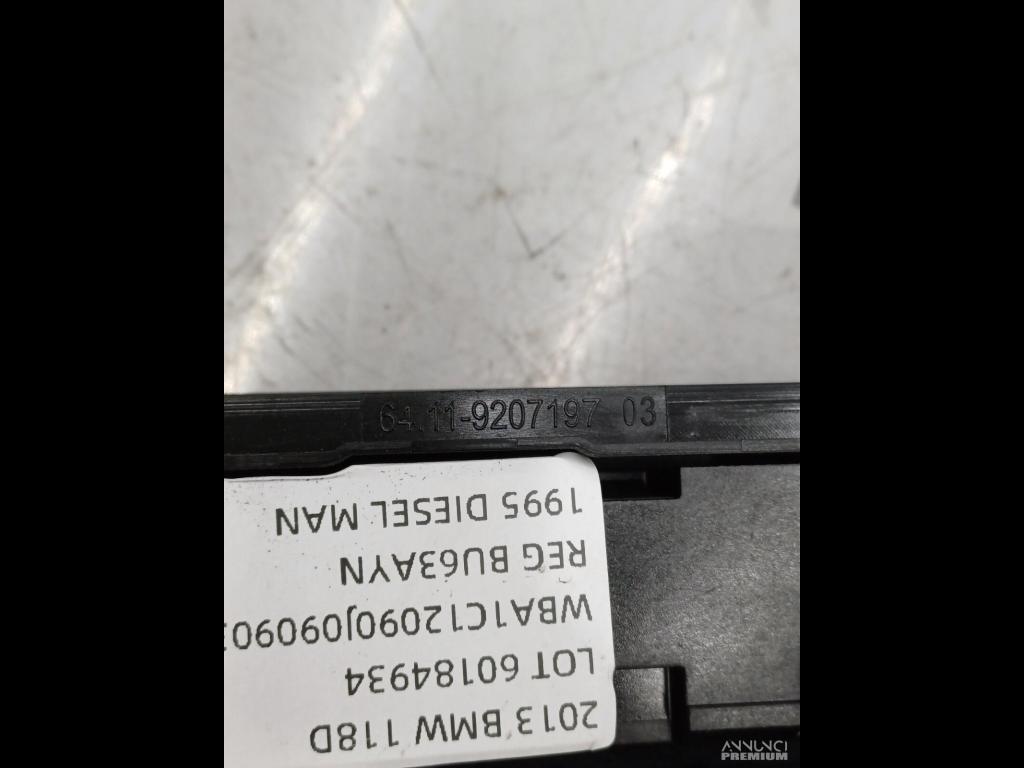 64.11-9207197 03
2013 BMW 118D
LOT 60184934
WBA1C12090J09090
REG BU63AYN
1995 DIESEL MAN
ANNUNCI
PREMIUM